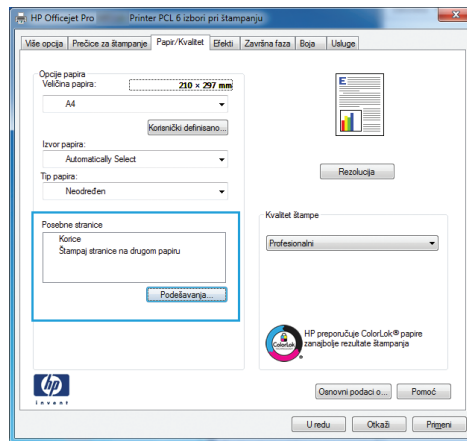 HP Officejet Pro Printer PCL 6 izbori pri štampanju
Više opcija Prečice za štampanje Papir/Kvalitet Efekti Završna faza Boja Usluge
Opcije papira
Veličina papira: 210 × 297 mm
A4
Korisnički definisano...
Izvor papira:
Automatically Select
Tip papira:
Neodređen
Posebne stranice
Korice
Štampaj stranice na drugom papiru
Podešavanja...
E
Rezolucija
Kvalitet štampe
Profesionalni
ColorLok
HP preporučuje ColorLok® papire
zanajbolje rezultate štampanja
hp
invent
Osnovni podaci o... Pomoć
U redu Otkaži Primeni